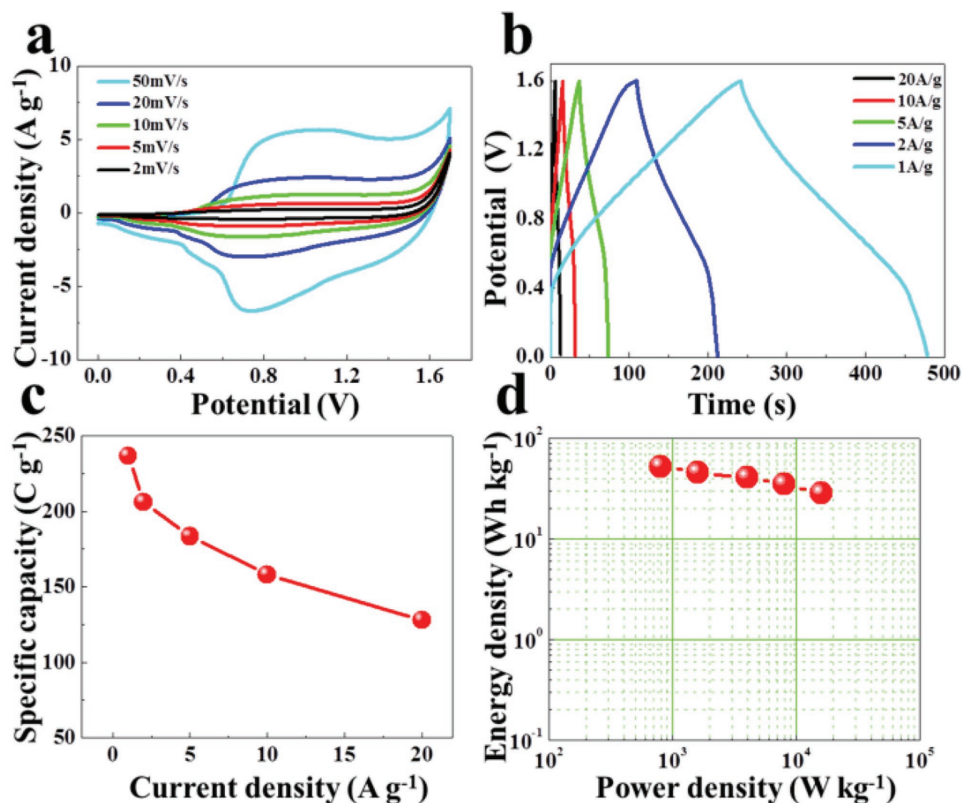 a
Current density (A g⁻¹)
10
5
0
-5
-10
50mV/s
20mV/s
10mV/s
5mV/s
2mV/s
0.0 0.4 0.8 1.2 1.6
Potential (V)
b
Potential (V)
1.6
1.2
0.8
0.4
0.0
20A/g
10A/g
5A/g
2A/g
1A/g
0 100 200 300 400 500
Time (s)
c
Specific capacity (C g⁻¹)
250
200
150
100
50
0 5 10 15 20
Current density (A g⁻¹)
d
Energy density (Wh kg⁻¹)
10²
10¹
10⁰
10⁻¹
10² 10³ 10⁴ 10⁵
Power density (W kg⁻¹)